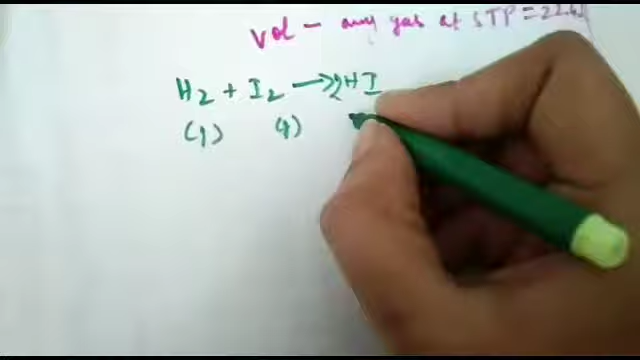 vol – any gas at STP = 22.4
H₂ + I₂ → 2HI
(g) (g)